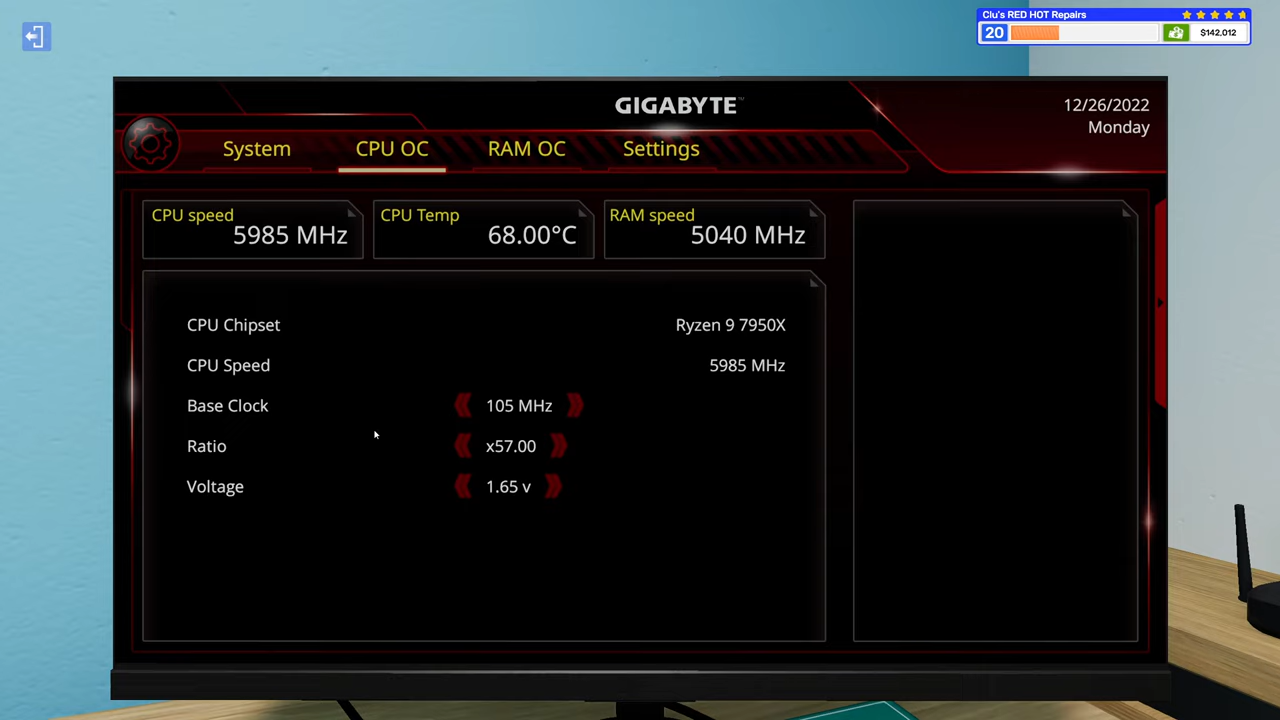 Clu's RED HOT Repairs
20
$142,012
GIGABYTE™
12/26/2022
Monday
System
CPU OC
RAM OC
Settings
CPU speed
5985 MHz
CPU Temp
68.00°C
RAM speed
5040 MHz
CPU Chipset
Ryzen 9 7950X
CPU Speed
5985 MHz
Base Clock
105 MHz
Ratio
x57.00
Voltage
1.65 v